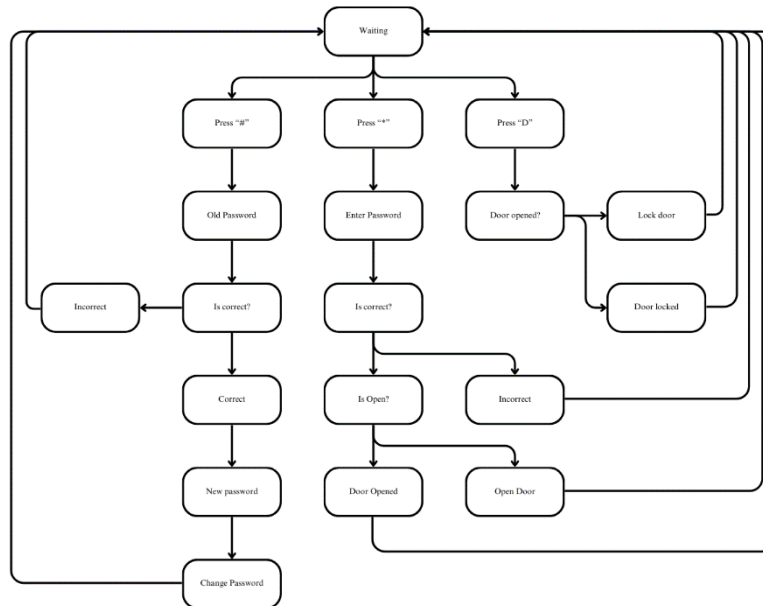 Waiting
Press “#”
Press “*”
Press “D”
Old Password
Enter Password
Door opened?
Lock door
Incorrect
Is correct?
Is correct?
Door locked
Correct
Is Open?
Incorrect
New password
Door Opened
Open Door
Change Password